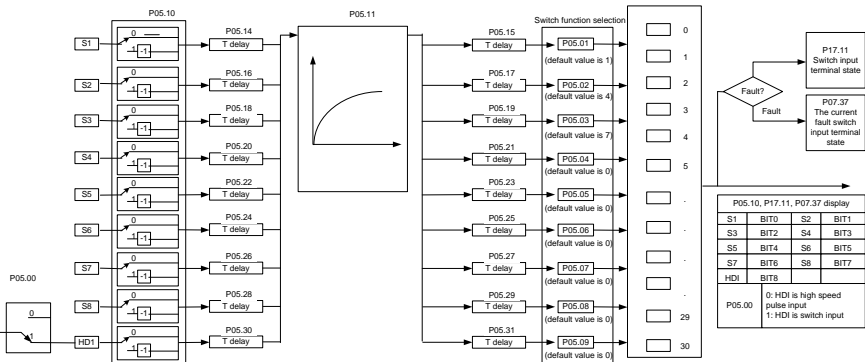 P05.10
P05.14
P05.11
P05.15
Switch function selection
S1
0
1
-1
T delay
T delay
P05.01
(default value is 1)
0
P05.16
P05.17
1
S2
0
1
-1
T delay
T delay
P05.02
(default value is 4)
2
P05.18
P05.19
S3
0
1
-1
T delay
T delay
P05.03
(default value is 7)
3
P05.20
P05.21
4
S4
0
1
-1
T delay
T delay
P05.04
(default value is 0)
5
P05.22
P05.23
S5
0
1
-1
T delay
T delay
P05.05
(default value is 0)
.
P05.24
P05.25
S6
0
1
-1
T delay
T delay
P05.06
(default value is 0)
.
P05.26
P05.27
.
S7
0
1
-1
T delay
T delay
P05.07
(default value is 0)
P05.28
P05.29
.
S8
0
1
-1
T delay
T delay
P05.08
(default value is 0)
29
P05.00
0
1
P05.30
P05.31
HD1
0
1
-1
T delay
T delay
P05.09
(default value is 0)
30
Fault?
Fault
P17.11
Switch input
terminal state
P07.37
The current
fault switch
input terminal
state
P05.10, P17.11, P07.37 display
S1 BIT0 S2 BIT1
S3 BIT2 S4 BIT3
S5 BIT4 S6 BIT5
S7 BIT6 S8 BIT7
HDI BIT8
P05.00
0: HDI is high speed
pulse input
1: HDI is switch input